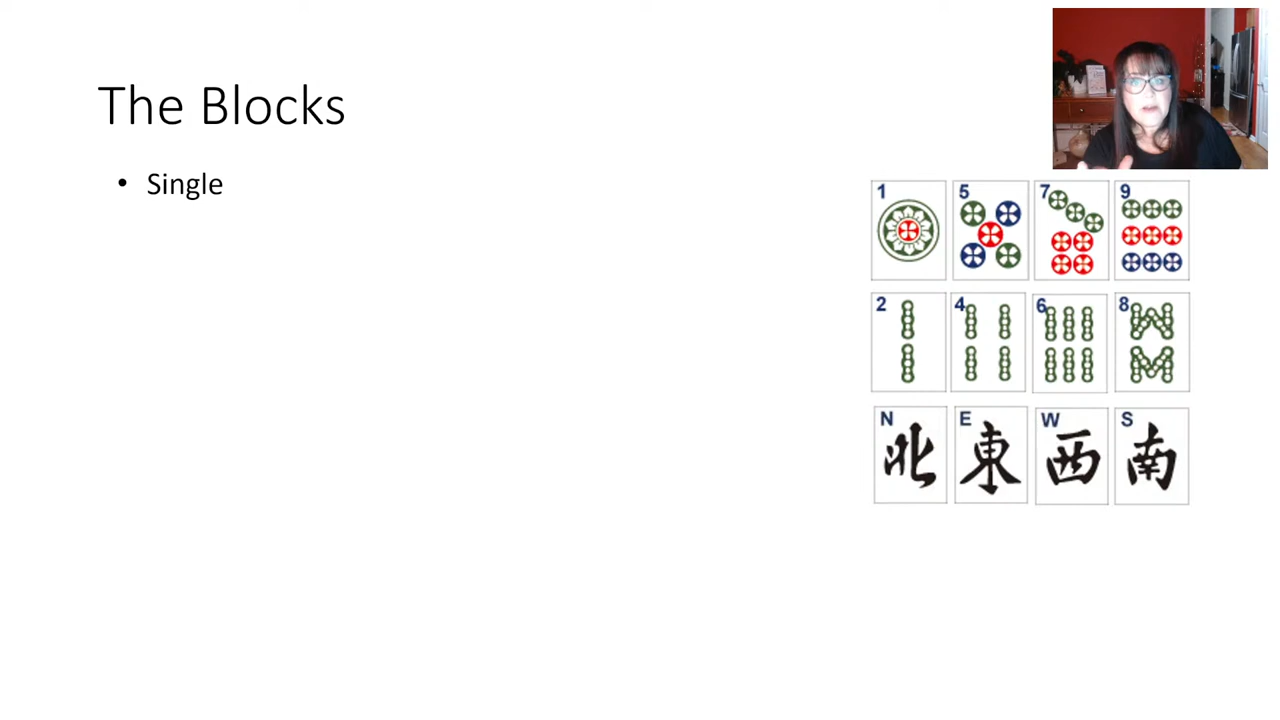 The Blocks
• Single
1 5 7 9
2 4 6 8
N E W S
北 東 西 南